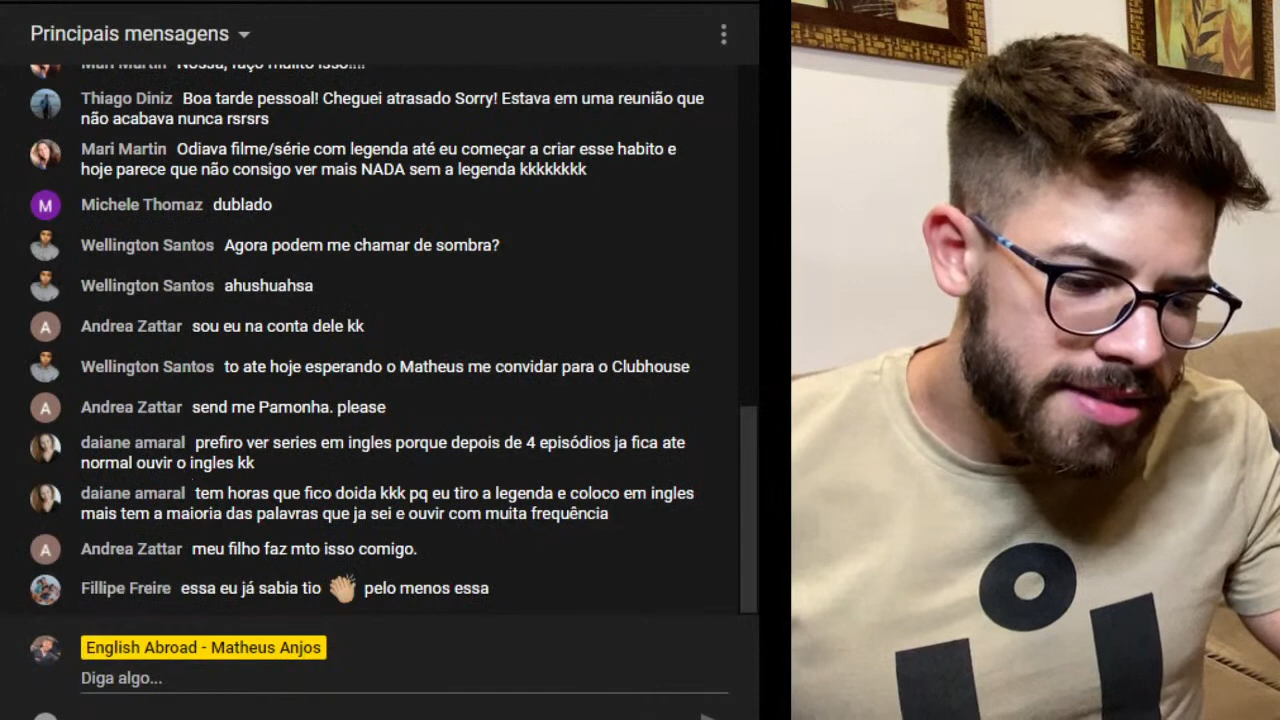 Principais mensagens
Mari Martin Nossa, faço muito isso!!!!
Thiago Diniz Boa tarde pessoal! Cheguei atrasado Sorry! Estava em uma reunião que
não acabava nunca rsrsrs
Mari Martin Odiava filme/série com legenda até eu começar a criar esse habito e
hoje parece que não consigo ver mais NADA sem a legenda kkkkkkkk
M
Michele Thomaz dublado
Wellington Santos Agora podem me chamar de sombra?
Wellington Santos ahushuahsa
A
Andrea Zattar sou eu na conta dele kk
Wellington Santos to ate hoje esperando o Matheus me convidar para o Clubhouse
A
Andrea Zattar send me Pamonha. please
daiane amaral prefiro ver series em ingles porque depois de 4 episódios ja fica ate
normal ouvir o ingles kk
daiane amaral tem horas que fico doida kkk pq eu tiro a legenda e coloco em ingles
mais tem a maioria das palavras que ja sei e ouvir com muita frequência
A
Andrea Zattar meu filho faz mto isso comigo.
Fillipe Freire essa eu já sabia tio 👏🏼 pelo menos essa
English Abroad - Matheus Anjos
Diga algo...